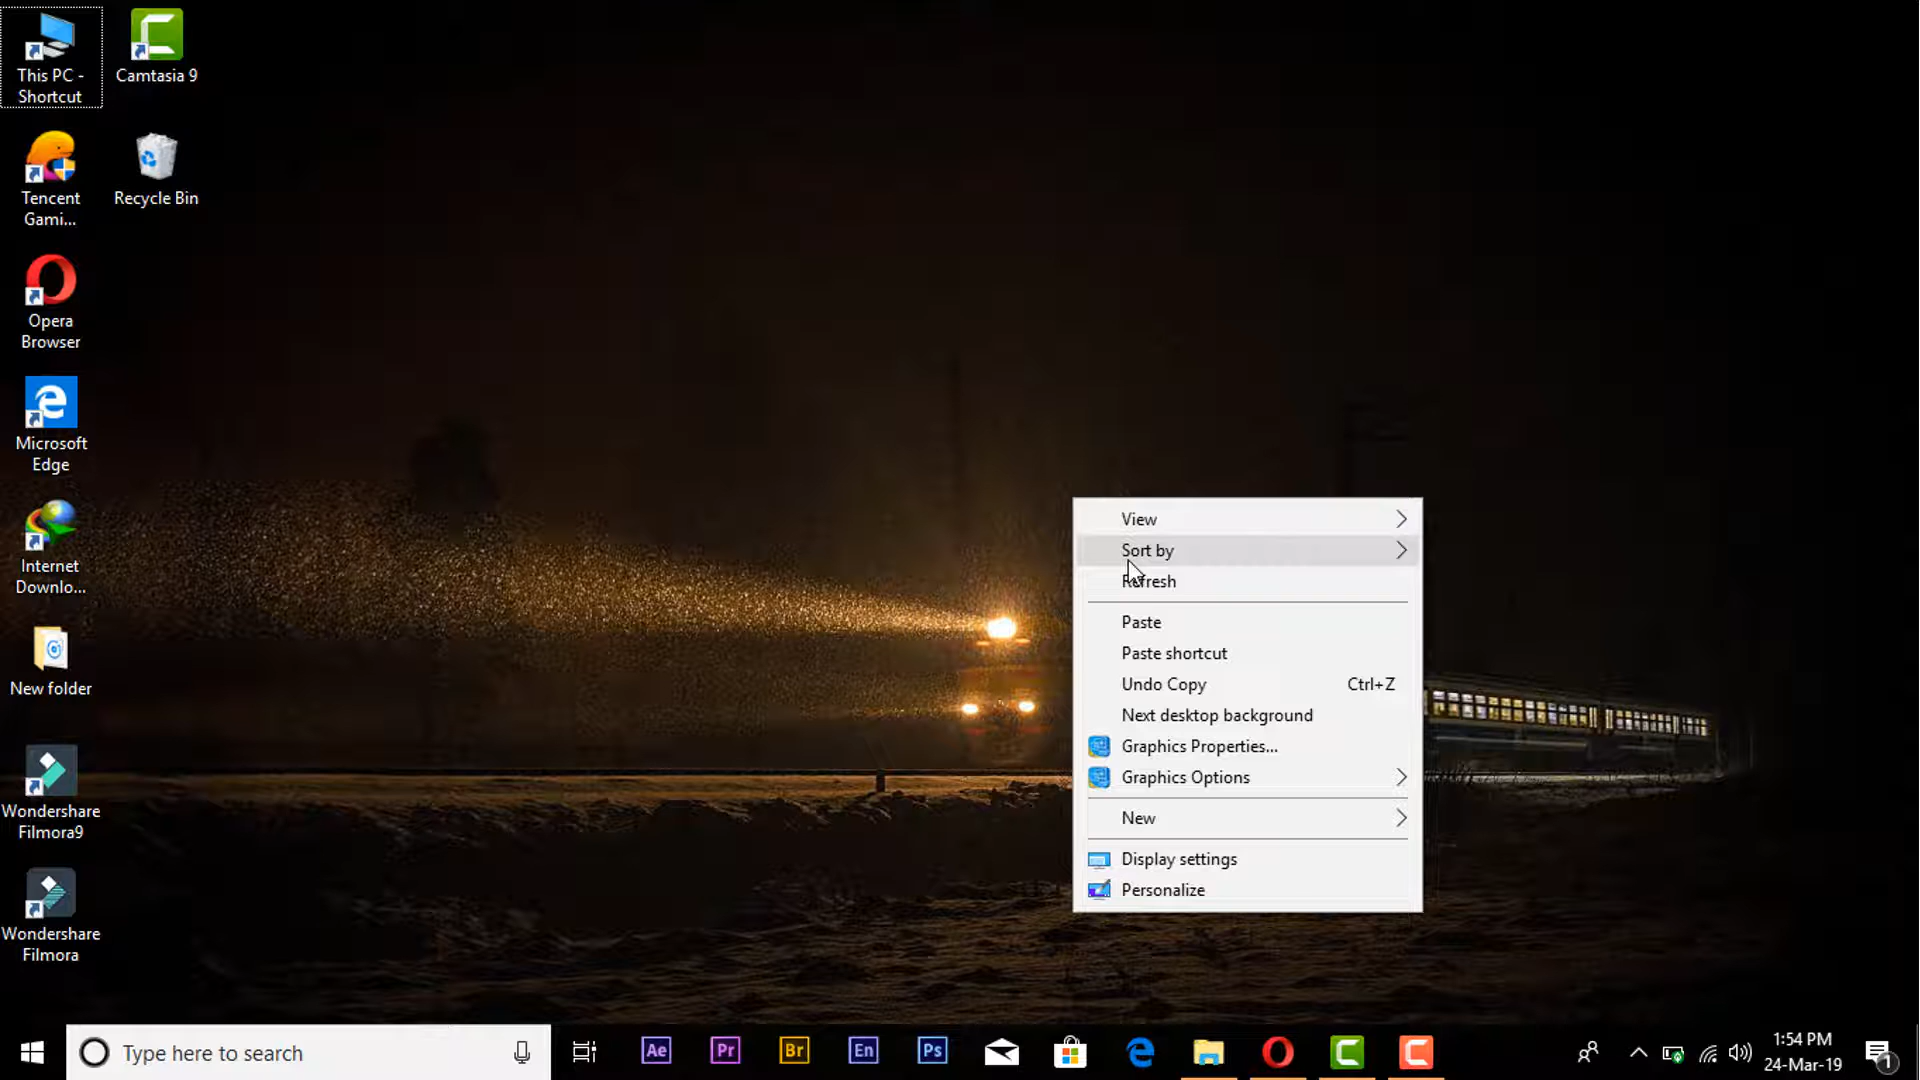 This PC -
Shortcut
Camtasia 9
Tencent
Gami...
Recycle Bin
Opera
Browser
Microsoft
Edge
Internet
Downlo...
New folder
Wondershare
Filmora9
Wondershare
Filmora
View
Sort by
Refresh
Paste
Paste shortcut
Undo Copy Ctrl+Z
Next desktop background
Graphics Properties...
Graphics Options
New
Display settings
Personalize
Type here to search
Ae
Pr
Br
En
Ps
1:54 PM
24-Mar-19
1